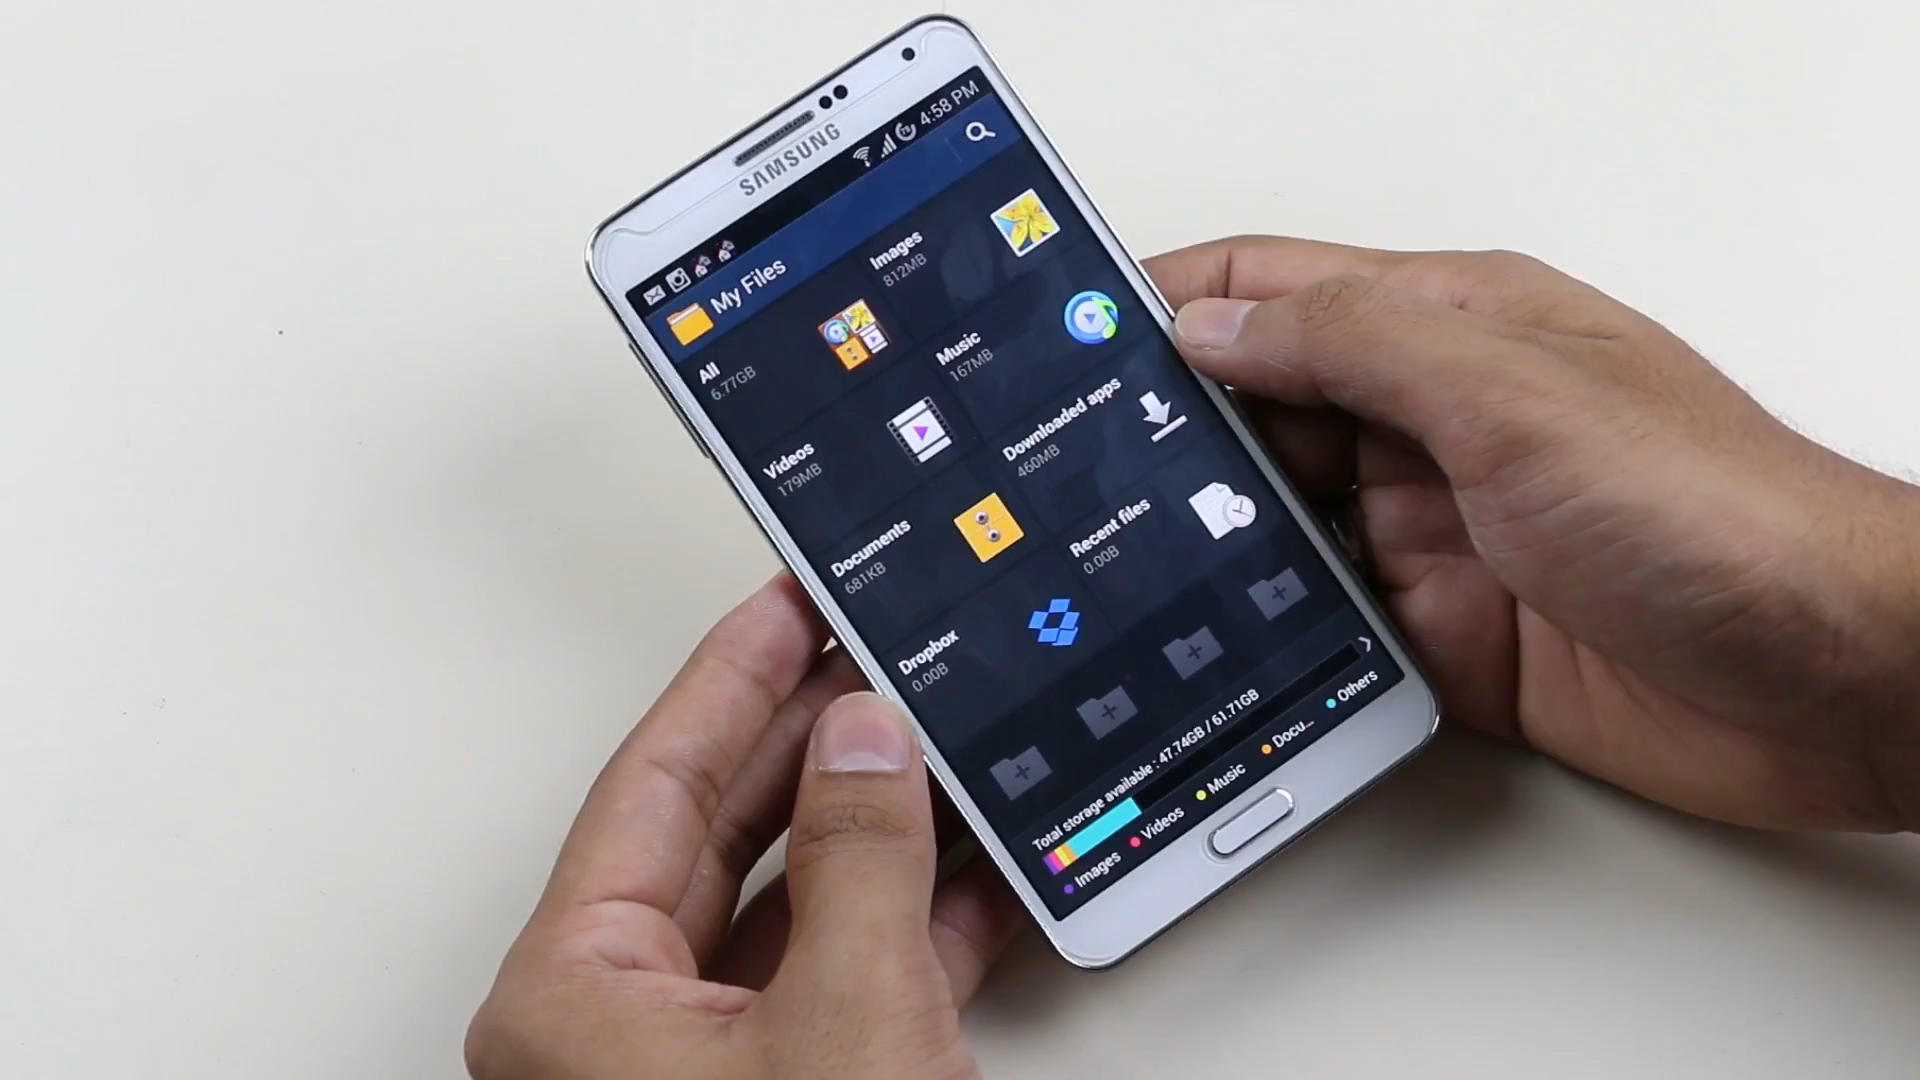 SAMSUNG
4:58 PM
My Files
All
6.77GB
Images
812MB
Videos
179MB
Music
167MB
Documents
681KB
Downloaded apps
460MB
Dropbox
0.00B
Recent files
0.00B
Total storage available : 47.74GB / 61.71GB
Images
Videos
Music
Docu...
Others